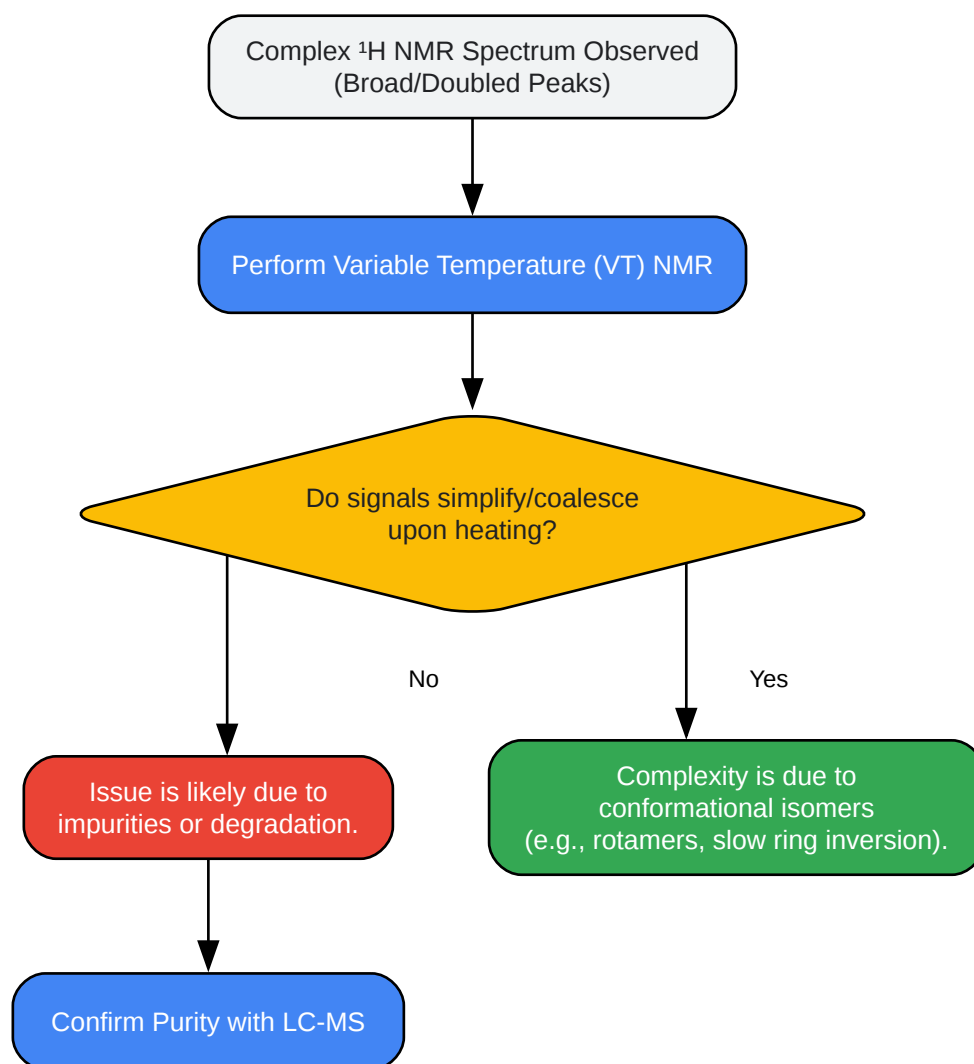 Complex ¹H NMR Spectrum Observed
(Broad/Doubled Peaks)
Perform Variable Temperature (VT) NMR
Do signals simplify/coalesce
upon heating?
No
Yes
Issue is likely due to
impurities or degradation.
Complexity is due to
conformational isomers
(e.g., rotamers, slow ring inversion).
Confirm Purity with LC-MS